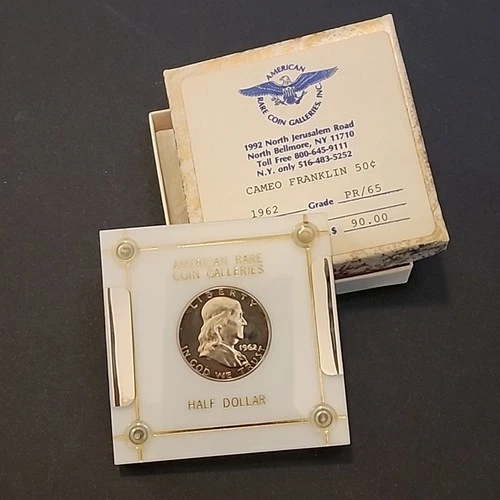 AMERICAN
RARE COIN GALLERIES, INC.
1992 North Jerusalem Road
North Bellmore, NY 11710
Toll Free 800-645-9111
N.Y. only 516-483-5252
CAMEO FRANKLIN 50¢
1962 Grade PR/65
$ 90.00
AMERICAN RARE
COIN GALLERIES
LIBERTY
1962
IN GOD WE TRUST
HALF DOLLAR